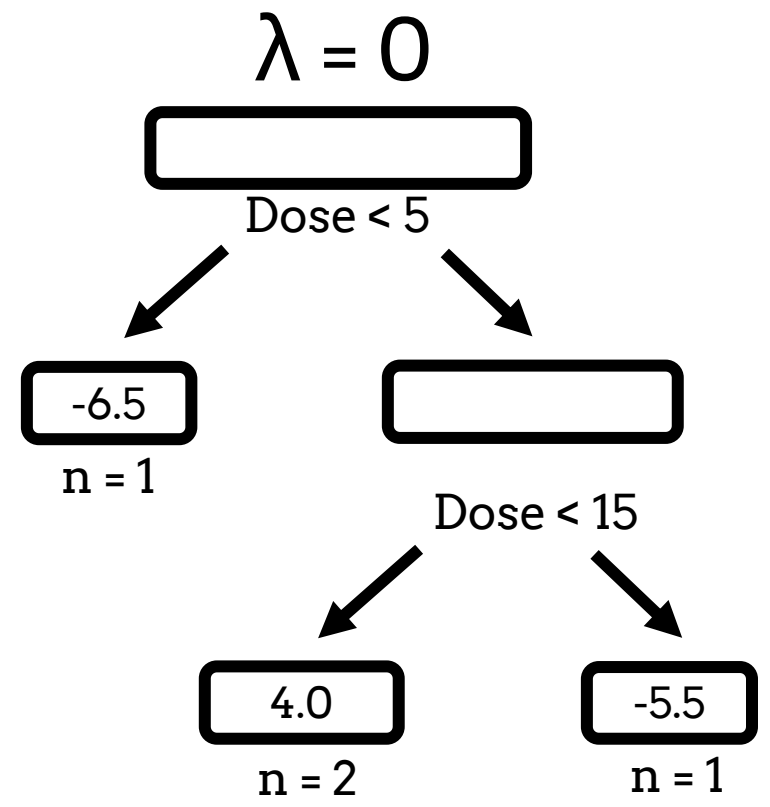 λ = 0
Dose < 5
-6.5
n = 1
Dose < 15
4.0
-5.5
n = 2
n = 1